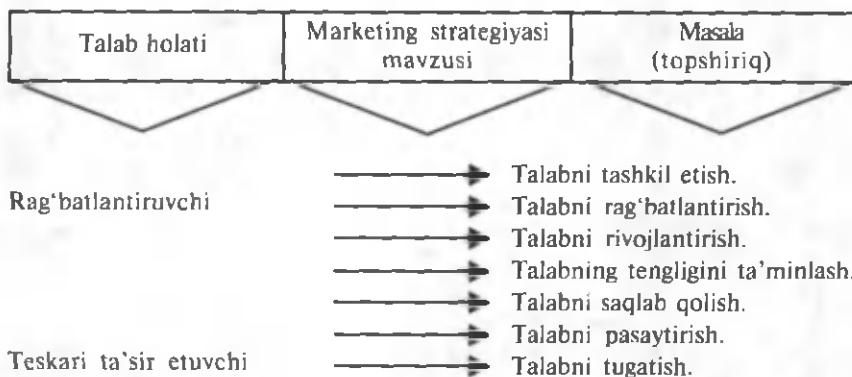 Talab holati
Marketing strategiyasi
mavzusi
Masala
(topshiriq)
Talabni tashkil etish.
Rag‘batlantiruvchi
Talabni rag‘batlantirish.
Talabni rivojlantirish.
Talabning tengligini ta'minlash.
Talabni saqlab qolish.
Talabni pasaytirish.
Teskari ta'sir etuvchi
Talabni tugatish.